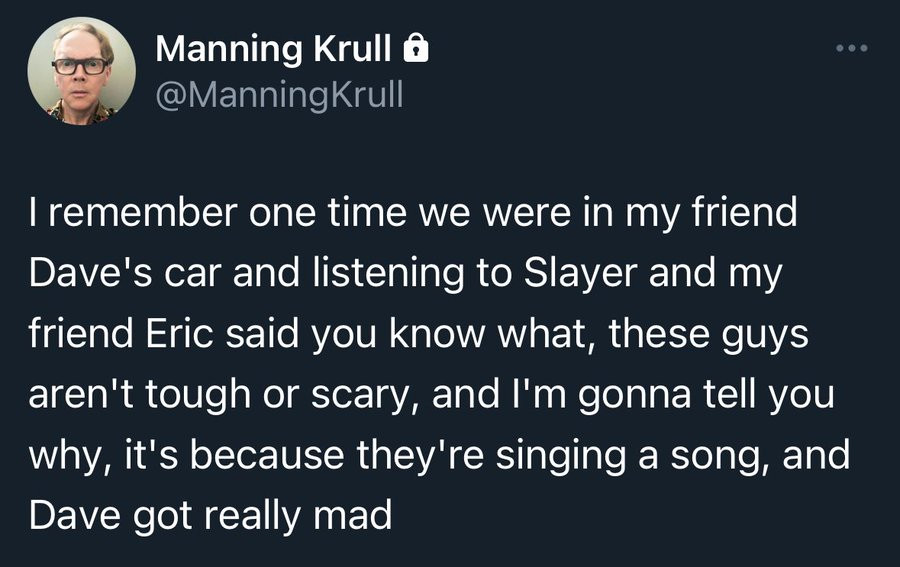 Manning Krull
@ManningKrull
I remember one time we were in my friend
Dave's car and listening to Slayer and my
friend Eric said you know what, these guys
aren't tough or scary, and I'm gonna tell you
why, it's because they're singing a song, and
Dave got really mad